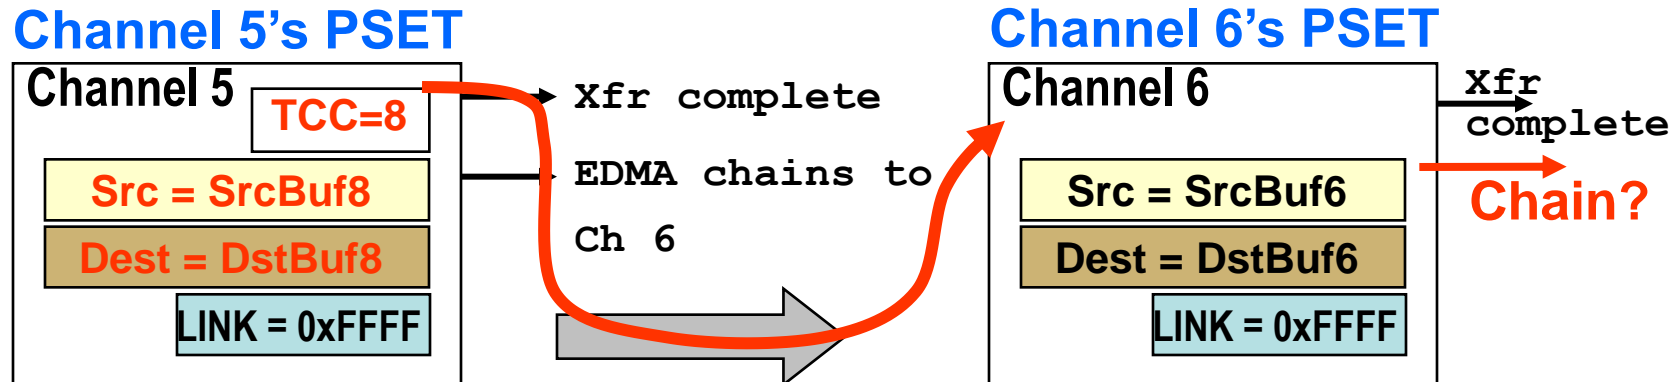 Channel 5's PSET
Channel 5
TCC=8
Src = SrcBuf8
Dest = DstBuf8
LINK = 0xFFFF
Xfr complete
EDMA chains to
Ch 6
Channel 6's PSET
Channel 6
Src = SrcBuf6
Dest = DstBuf6
LINK = 0xFFFF
Xfr
complete
Chain?